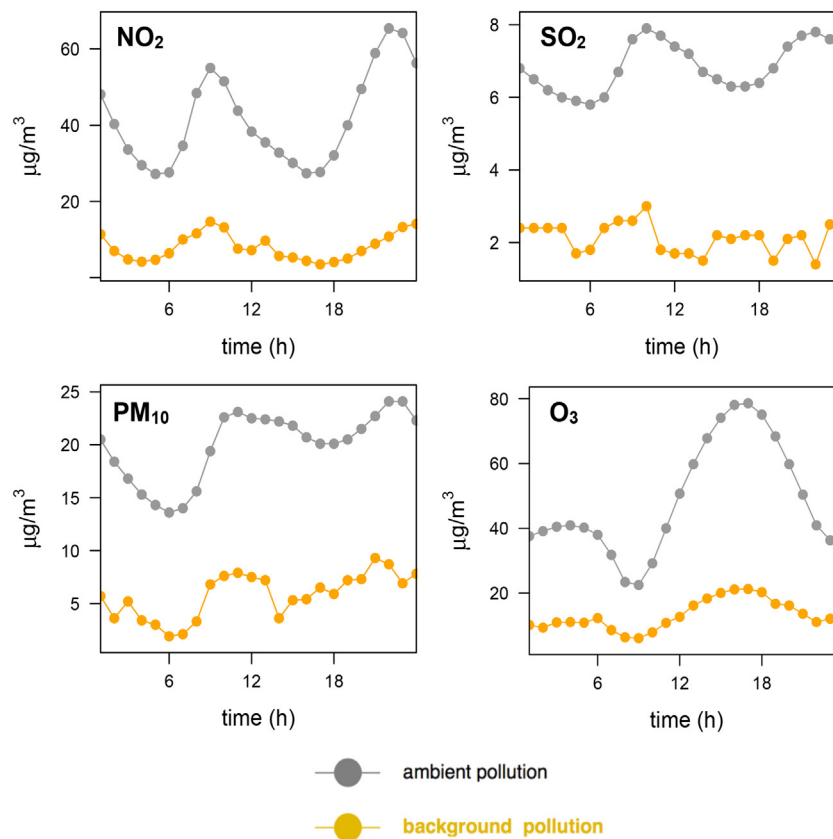 NO₂
60
40
20
µg/m³
6 12 18
time (h)
SO₂
8
6
4
2
µg/m³
6 12 18
time (h)
PM₁₀
25
20
15
10
5
µg/m³
6 12 18
time (h)
O₃
80
60
40
20
µg/m³
6 12 18
time (h)
ambient pollution
background pollution